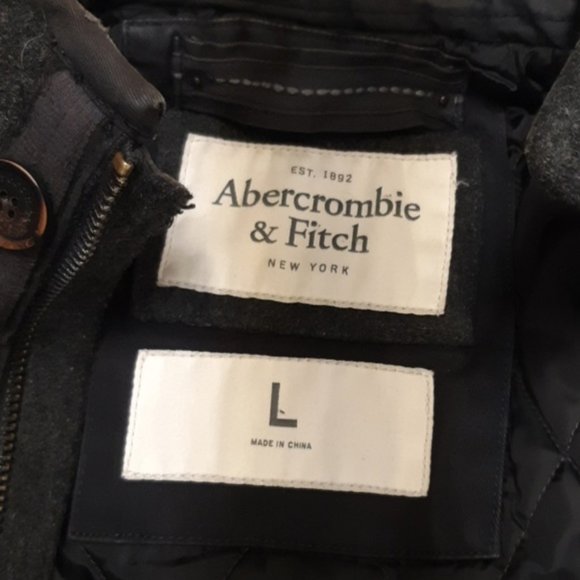 EST. 1892
Abercrombie
& Fitch
NEW YORK
L
MADE IN CHINA